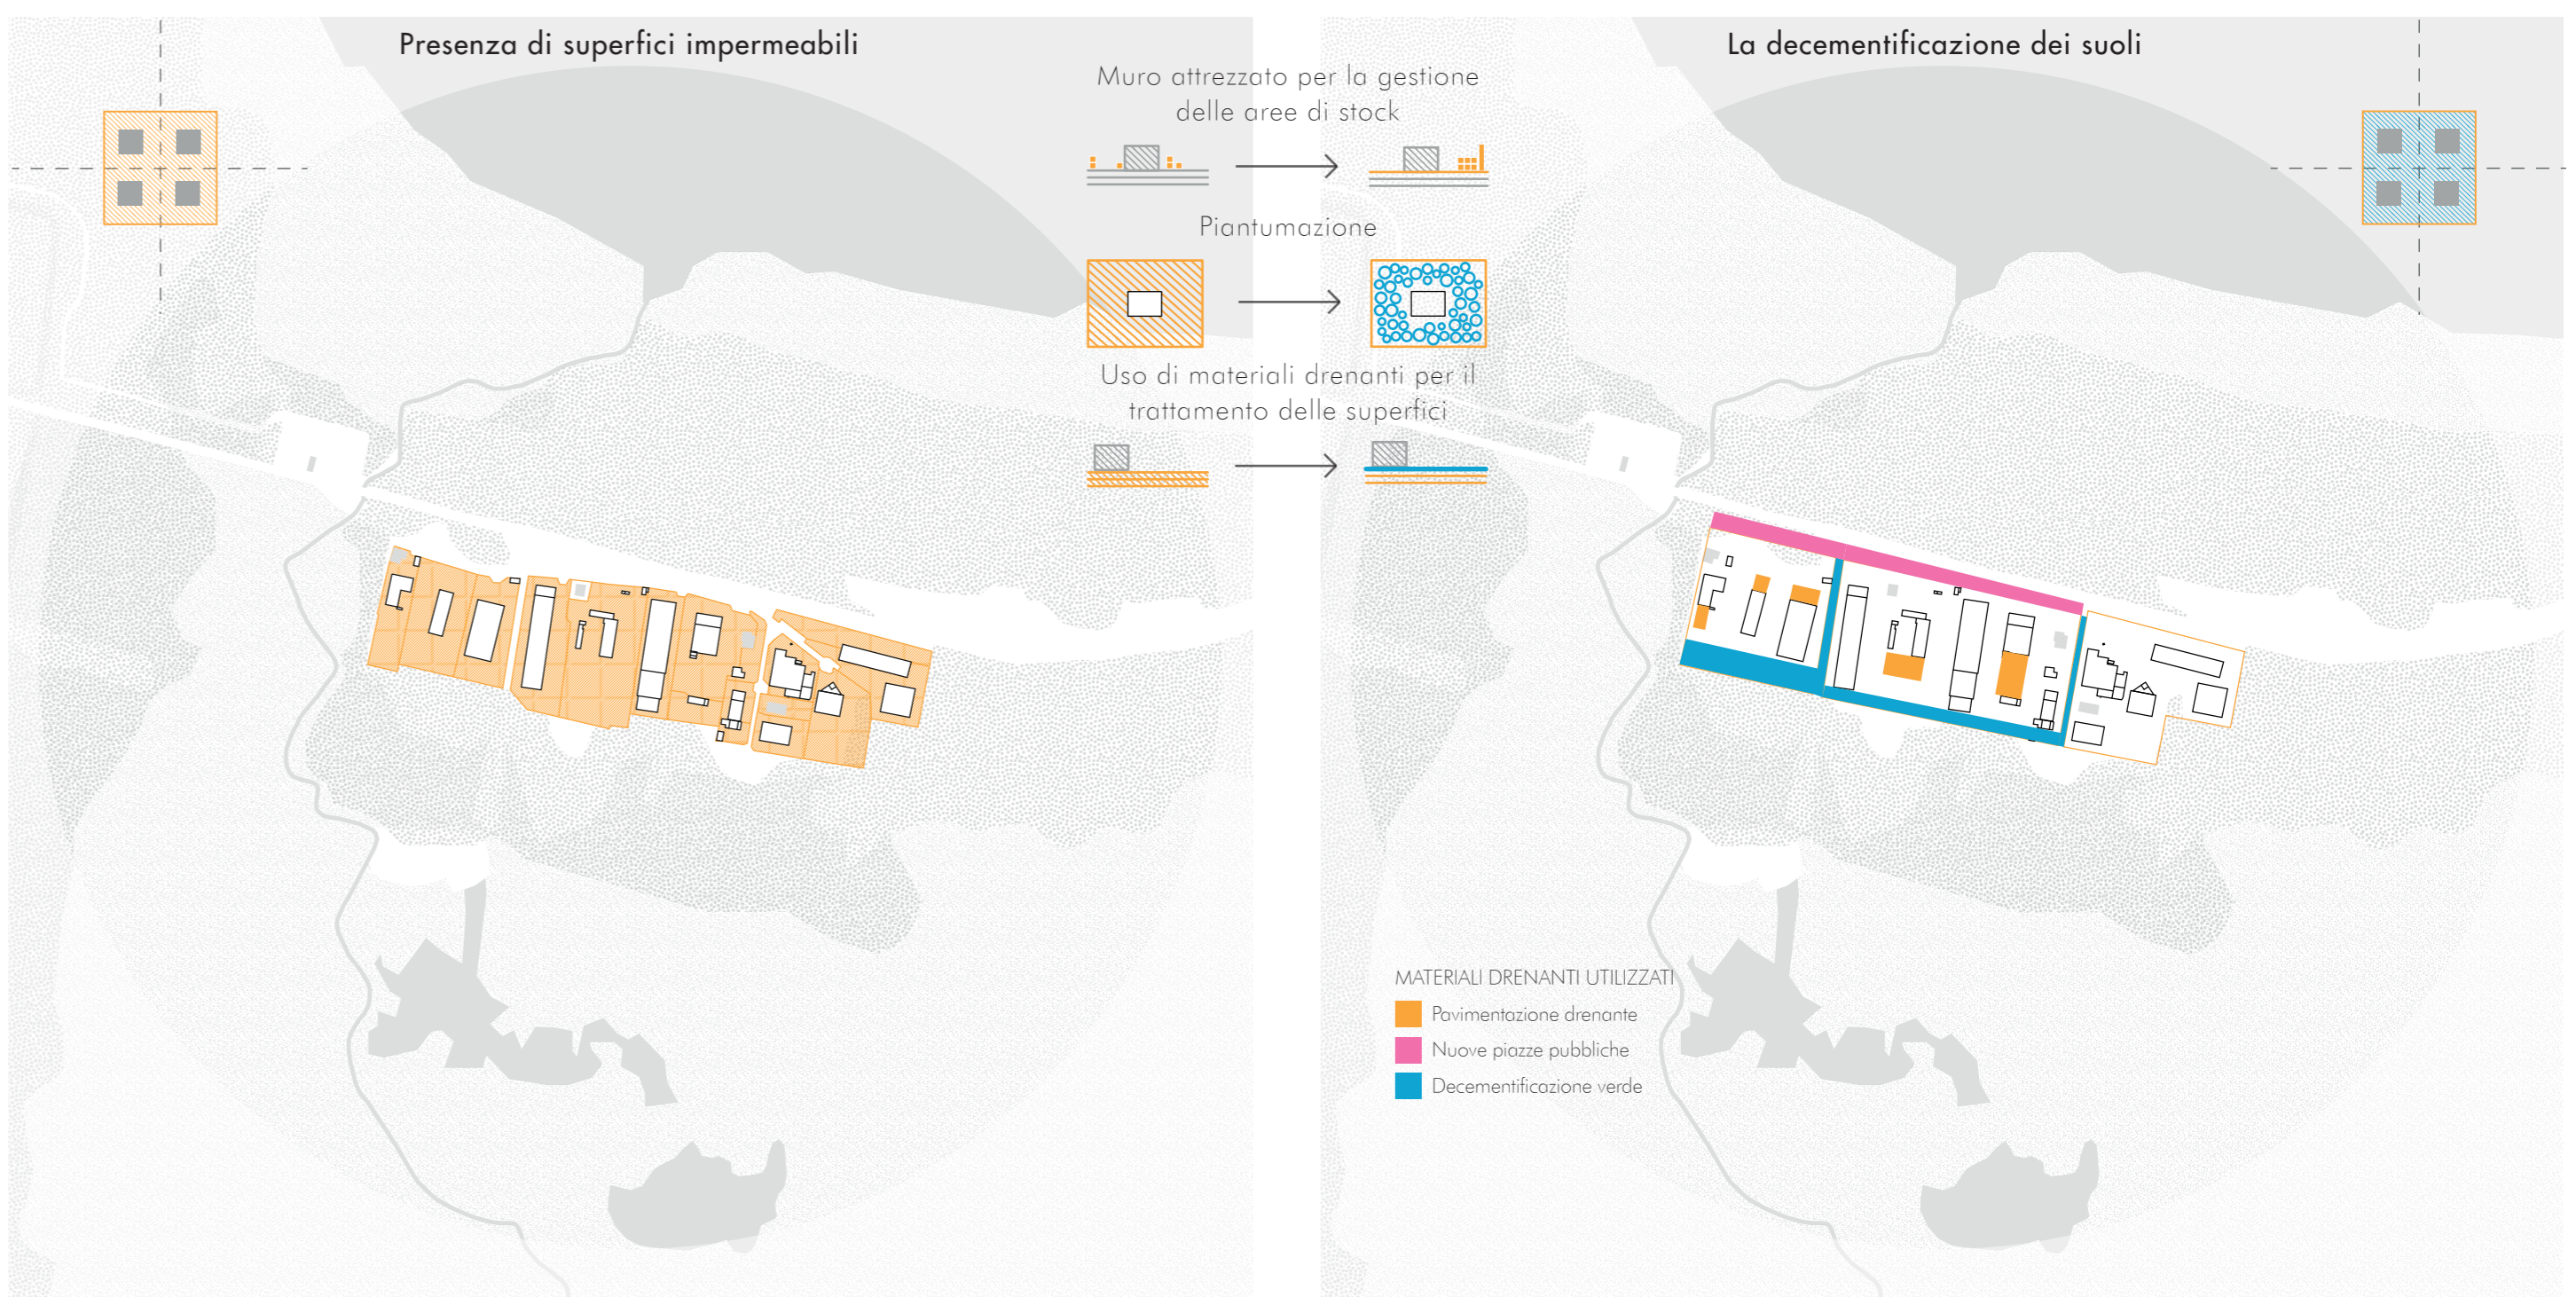 Presenza di superfici impermeabili
Muro attrezzato per la gestione
delle aree di stock
Piantumazione
Uso di materiali drenanti per il
trattamento delle superfici
La decementificazione dei suoli
MATERIALI DRENANTI UTILIZZATI
Pavimentazione drenante
Nuove piazze pubbliche
Decementificazione verde